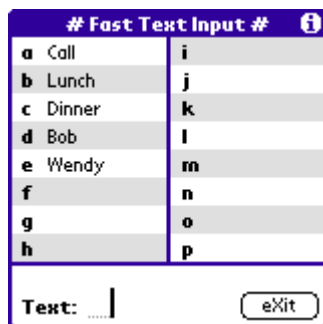 # Fast Text Input # i
a Call
b Lunch
c Dinner
d Bob
e Wendy
f
g
h
i
j
k
l
m
n
o
p
Text:
eXit